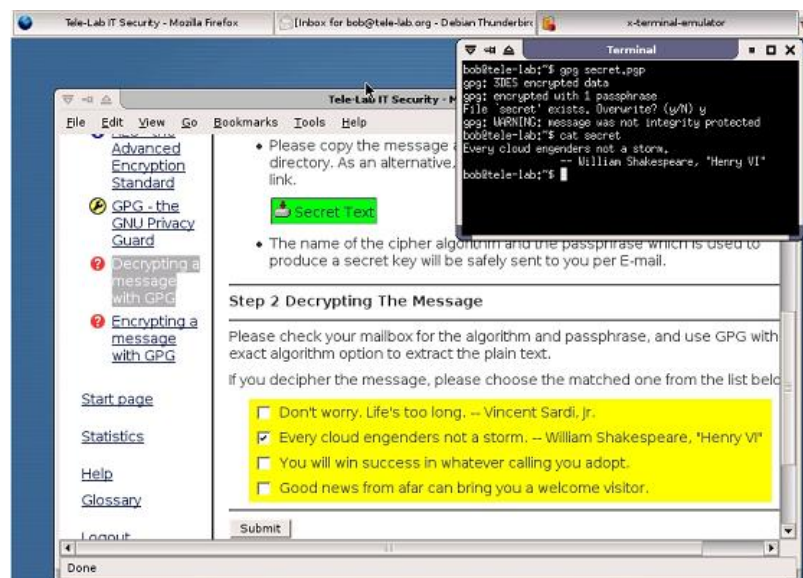 Tele-Lab IT Security - Mozilla Firefox
[Inbox for bob@tele-lab.org - Debian Thunderbird
x-terminal-emulator
Terminal
bob@tele-lab:~$ gpg secret.pgp
gpg: 3DES encrypted data
gpg: encrypted with 1 passphrase
File `secret' exists. Overwrite? (y/N) y
gpg: WARNING: message was not integrity protected
bob@tele-lab:~$ cat secret
Every cloud engenders not a storm.
-- William Shakespeare, "Henry VI"
bob@tele-lab:~$
Tele-Lab IT Security - M
File Edit View Go Bookmarks Tools Help
Advanced
Encryption
Standard
GPG - the
GNU Privacy
Guard
Decrypting a
message
with GPG
Encrypting a
message
with GPG
Start page
Statistics
Help
Glossary
Logout
Please copy the message a
directory. As an alternative,
link.
Secret Text
The name of the cipher algorithm and the passphrase which is used to
produce a secret key will be safely sent to you per E-mail.
Step 2 Decrypting The Message
Please check your mailbox for the algorithm and passphrase, and use GPG with
exact algorithm option to extract the plain text.
If you decipher the message, please choose the matched one from the list belo
Don't worry. Life's too long. -- Vincent Sardi, Jr.
Every cloud engenders not a storm. -- William Shakespeare, "Henry VI"
You will win success in whatever calling you adopt.
Good news from afar can bring you a welcome visitor.
Submit
Done